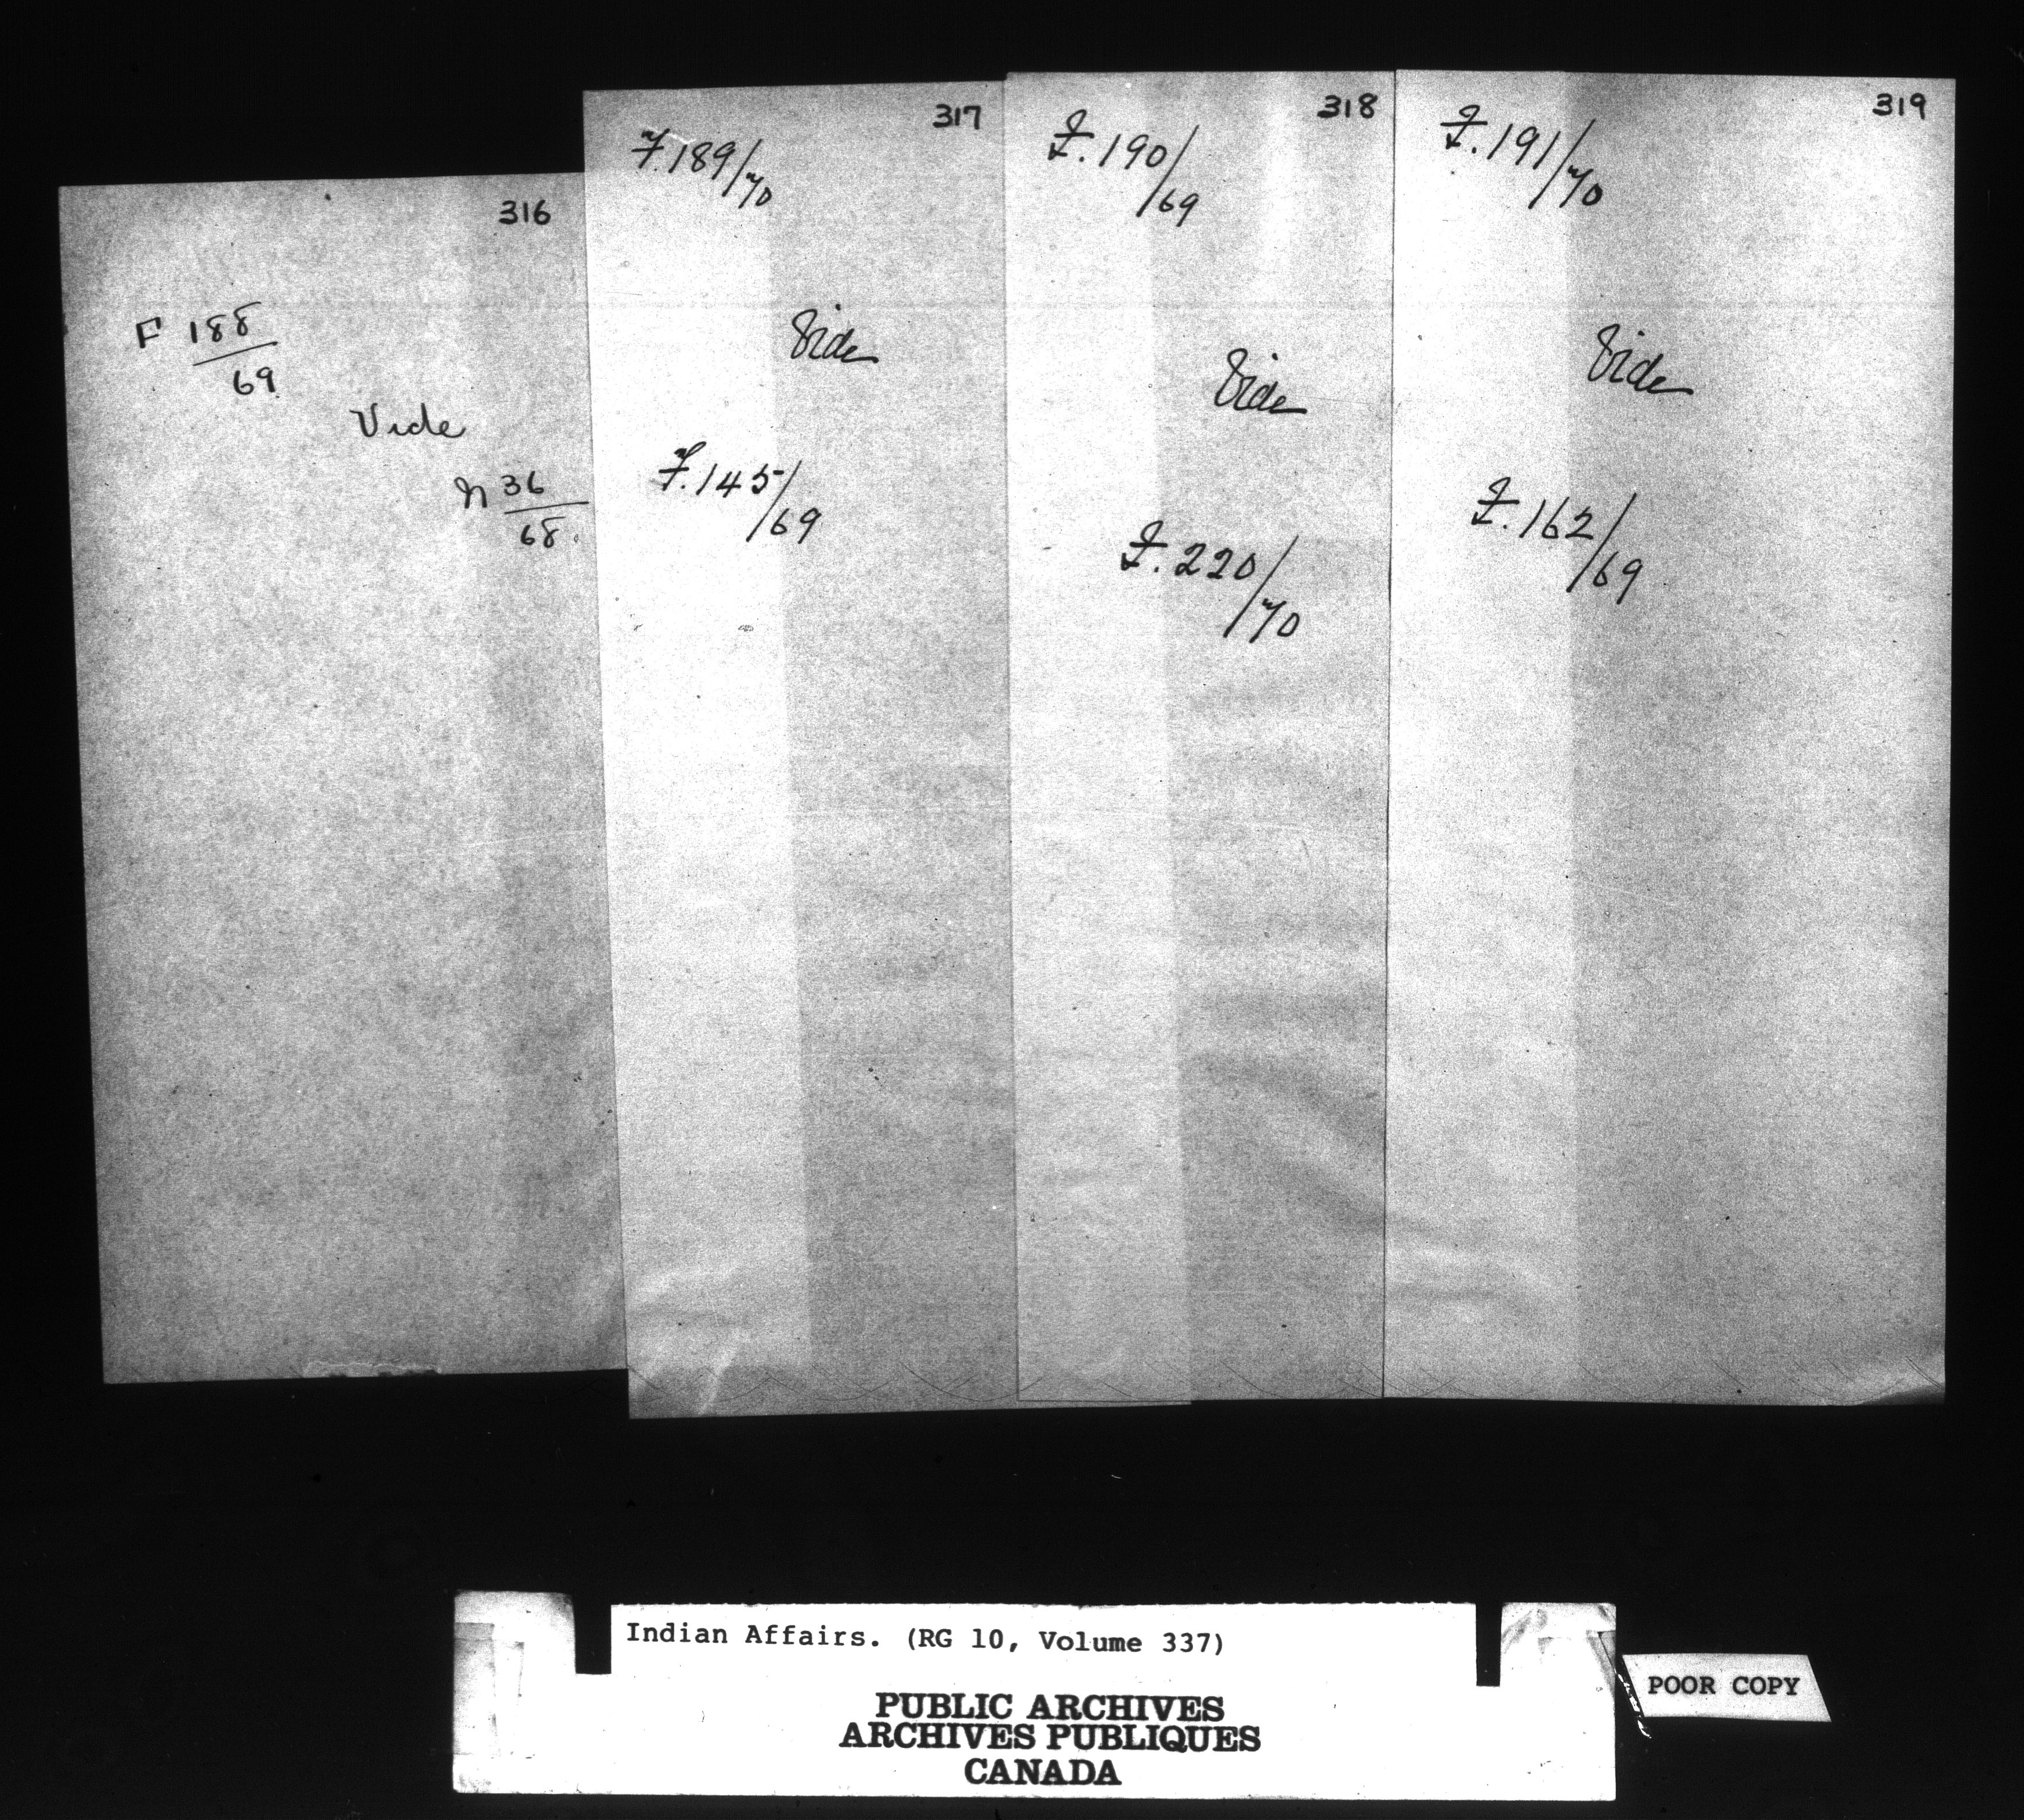 316
F 188
69
Vide
N 36
68.
317
F.189/70
Vide
F.145/69
318
F.190/69
Vide
F.220/70
319
F.191/70
Vide
F.162/69
Indian Affairs. (RG 10, Volume 337)
PUBLIC ARCHIVES
ARCHIVES PUBLIQUES
CANADA
POOR COPY